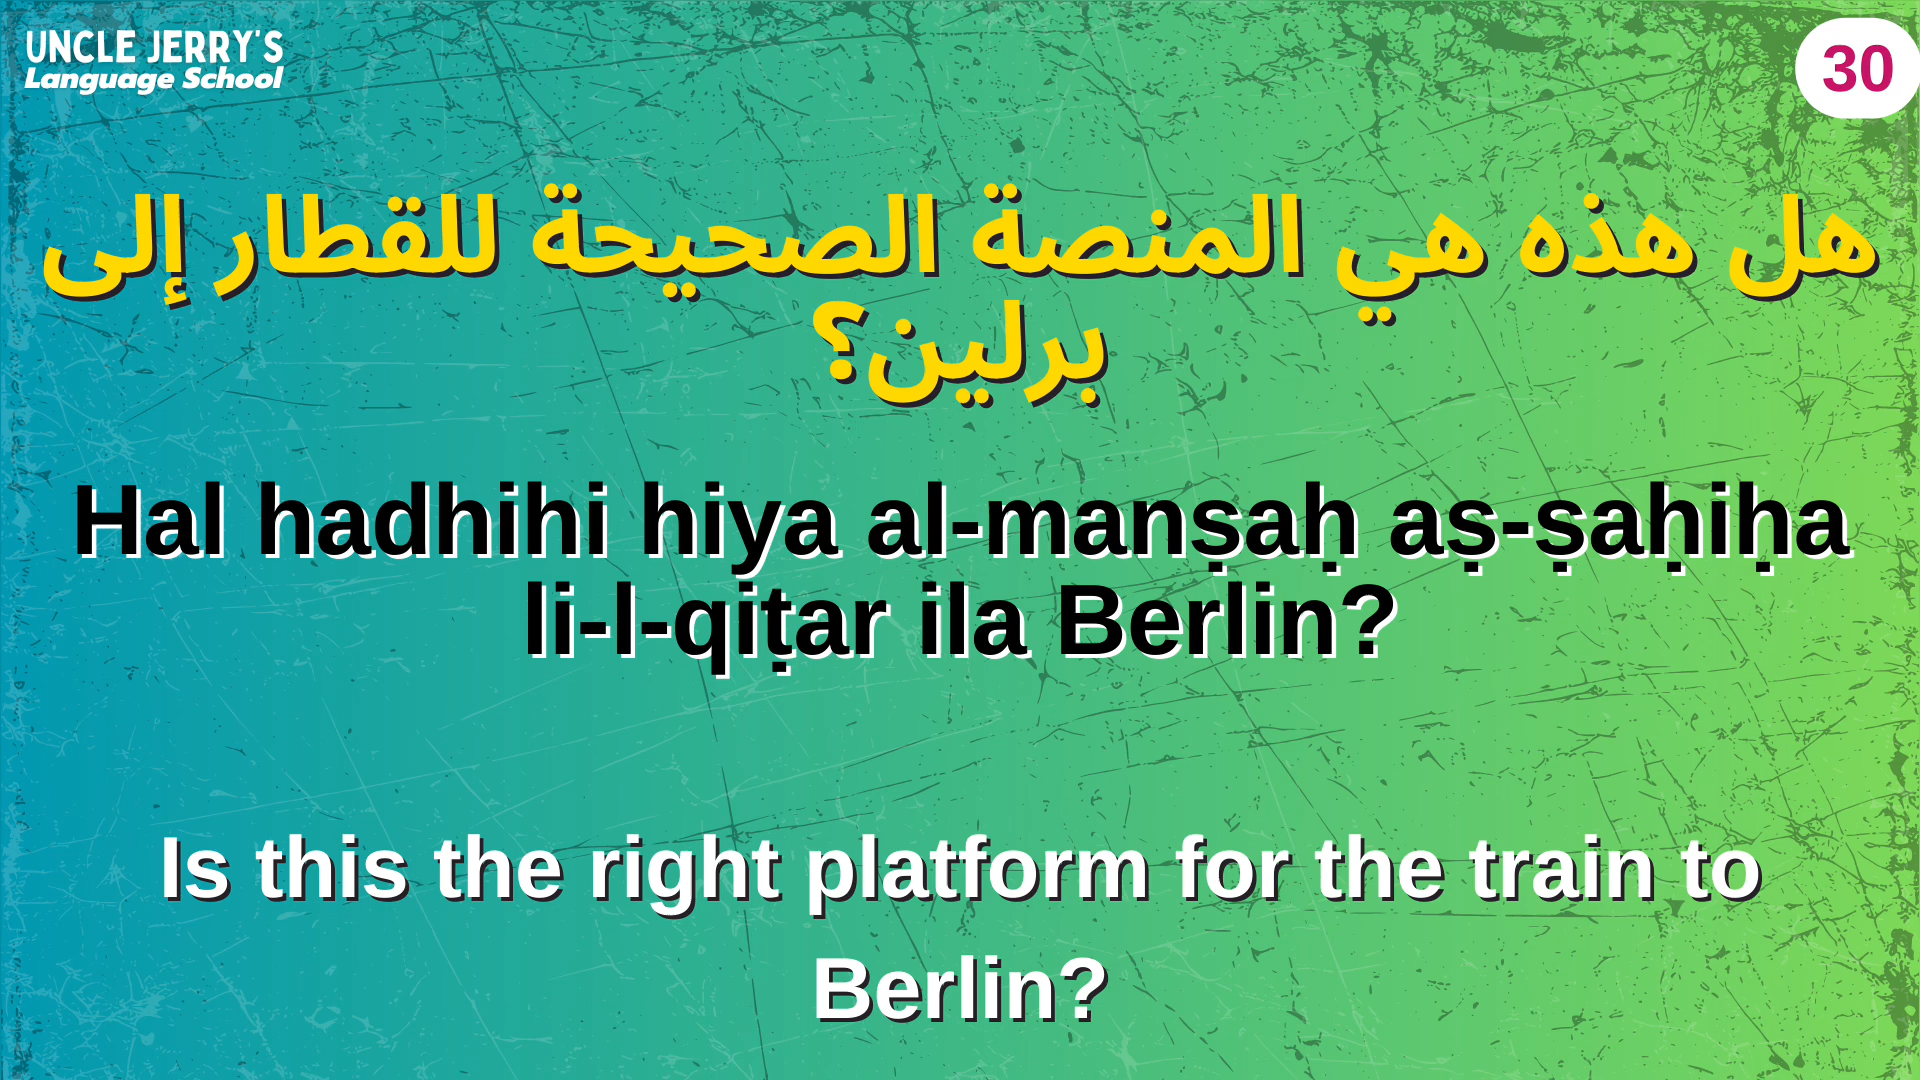 UNCLE JERRY'S
Language School
30
هل هذه هي المنصة الصحيحة للقطار إلى
برلين؟
Hal hadhihi hiya al-manṣaḥ aṣ-ṣaḥiḥa
li-l-qiṭar ila Berlin?
Is this the right platform for the train to
Berlin?